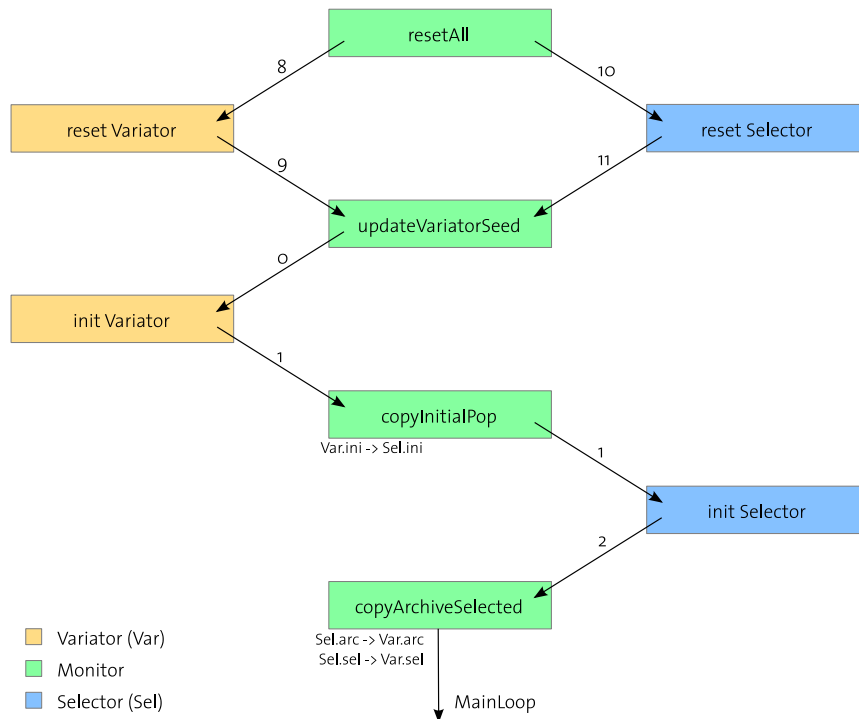 resetAll
8
10
reset Variator
reset Selector
9
11
updateVariatorSeed
0
init Variator
1
copyInitialPop
Var.ini -> Sel.ini
1
init Selector
2
copyArchiveSelected
Sel.arc -> Var.arc
Sel.sel -> Var.sel
MainLoop
Variator (Var)
Monitor
Selector (Sel)